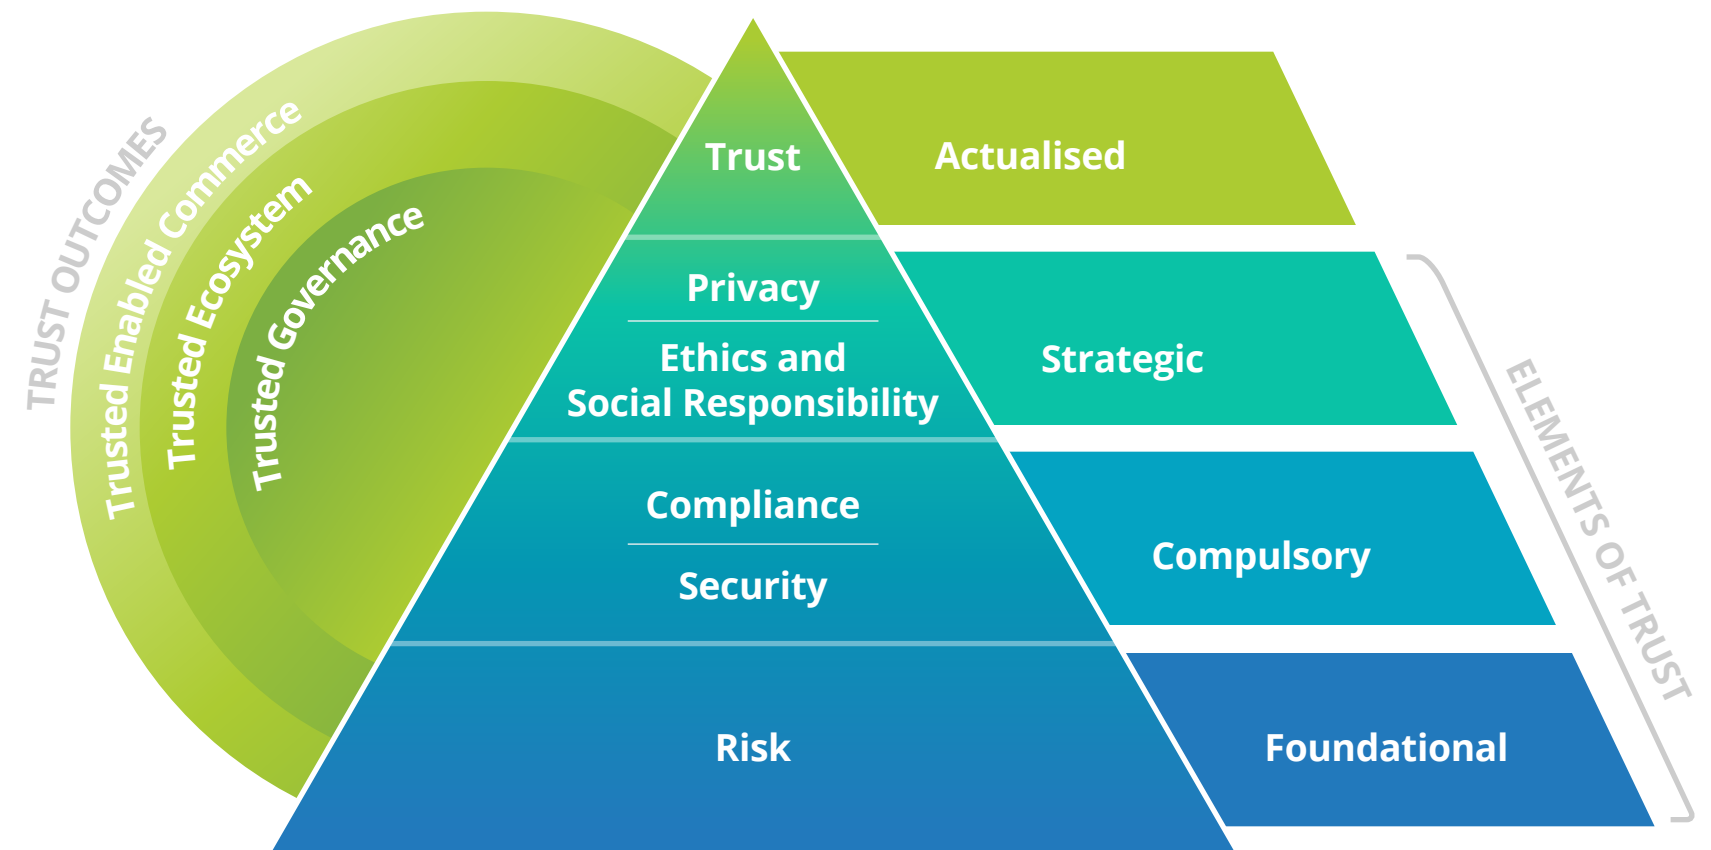 TRUST OUTCOMES
Trusted Enabled Commerce
Trusted Ecosystem
Trusted Governance
Trust
Actualised
Privacy
Ethics and
Social Responsibility
Strategic
Compliance
Security
Compulsory
Risk
Foundational
ELEMENTS OF TRUST